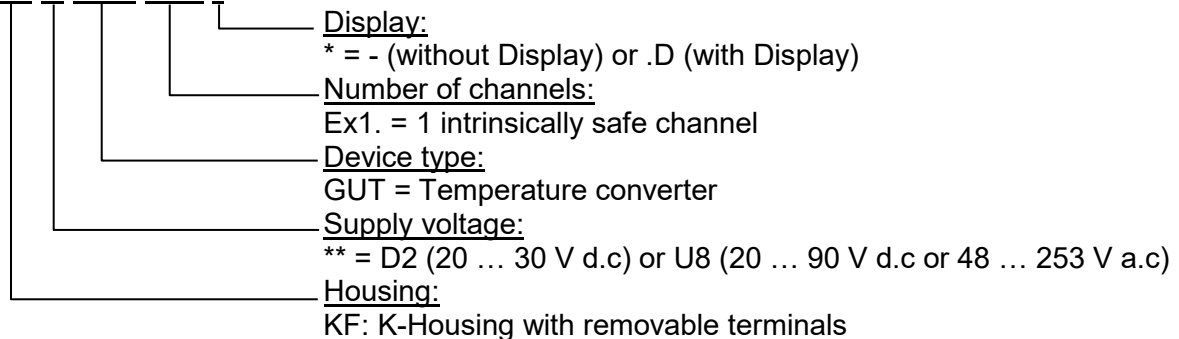 Display:
* = - (without Display) or .D (with Display)
Number of channels:
Ex1. = 1 intrinsically safe channel
Device type:
GUT = Temperature converter
Supply voltage:
** = D2 (20 … 30 V d.c) or U8 (20 … 90 V d.c or 48 … 253 V a.c)
Housing:
KF: K-Housing with removable terminals